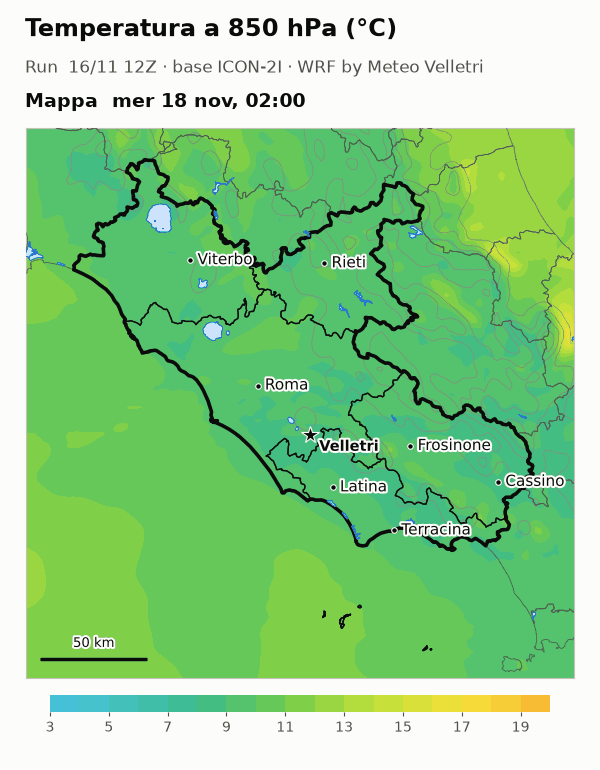 Temperatura a 850 hPa (°C)
Run  16/11 12Z · base ICON-2I · WRF by Meteo Velletri
Mappa  mer 18 nov, 02:00
Viterbo
Rieti
Roma
Velletri
Frosinone
Cassino
Latina
Terracina
50 km
3 5 7 9 11 13 15 17 19